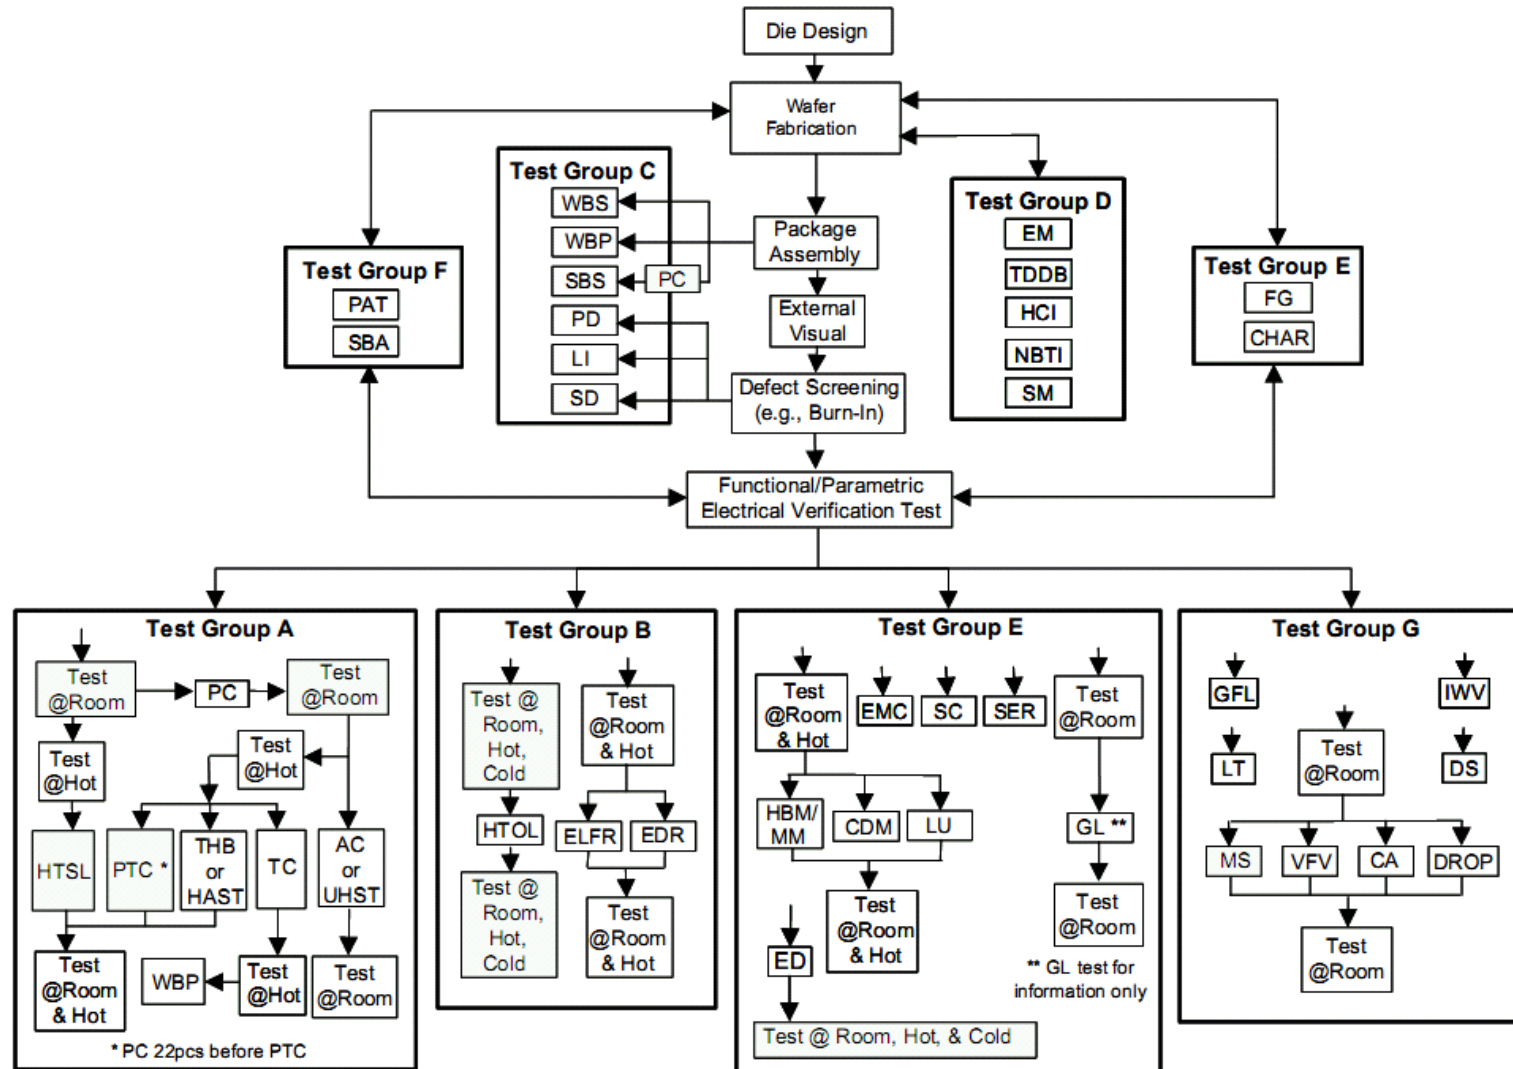 Die Design
Wafer
Fabrication
Test Group C
WBS
WBP
SBS
PC
PD
LI
SD
Package
Assembly
External
Visual
Defect Screening
(e.g., Burn-In)
Test Group D
EM
TDDB
HCI
NBTI
SM
Test Group F
PAT
SBA
Test Group E
FG
CHAR
Functional/Parametric
Electrical Verification Test
Test Group A
Test
@Room
PC
Test
@Room
Test
@Hot
Test
@Hot
HTSL
PTC *
THB
or
HAST
TC
AC
or
UHST
Test
@Room
& Hot
WBP
Test
@Hot
Test
@Room
* PC 22pcs before PTC
Test Group B
Test @
Room,
Hot,
Cold
Test
@Room
& Hot
HTOL
ELFR
EDR
Test @
Room,
Hot,
Cold
Test
@Room
& Hot
Test Group E
Test
@Room
& Hot
EMC
SC
SER
Test
@Room
HBM/
MM
CDM
LU
GL **
Test
@Room
& Hot
ED
Test
@Room
** GL test for
information only
Test @ Room, Hot, & Cold
Test Group G
GFL
IWV
LT
Test
@Room
DS
MS
VFV
CA
DROP
Test
@Room